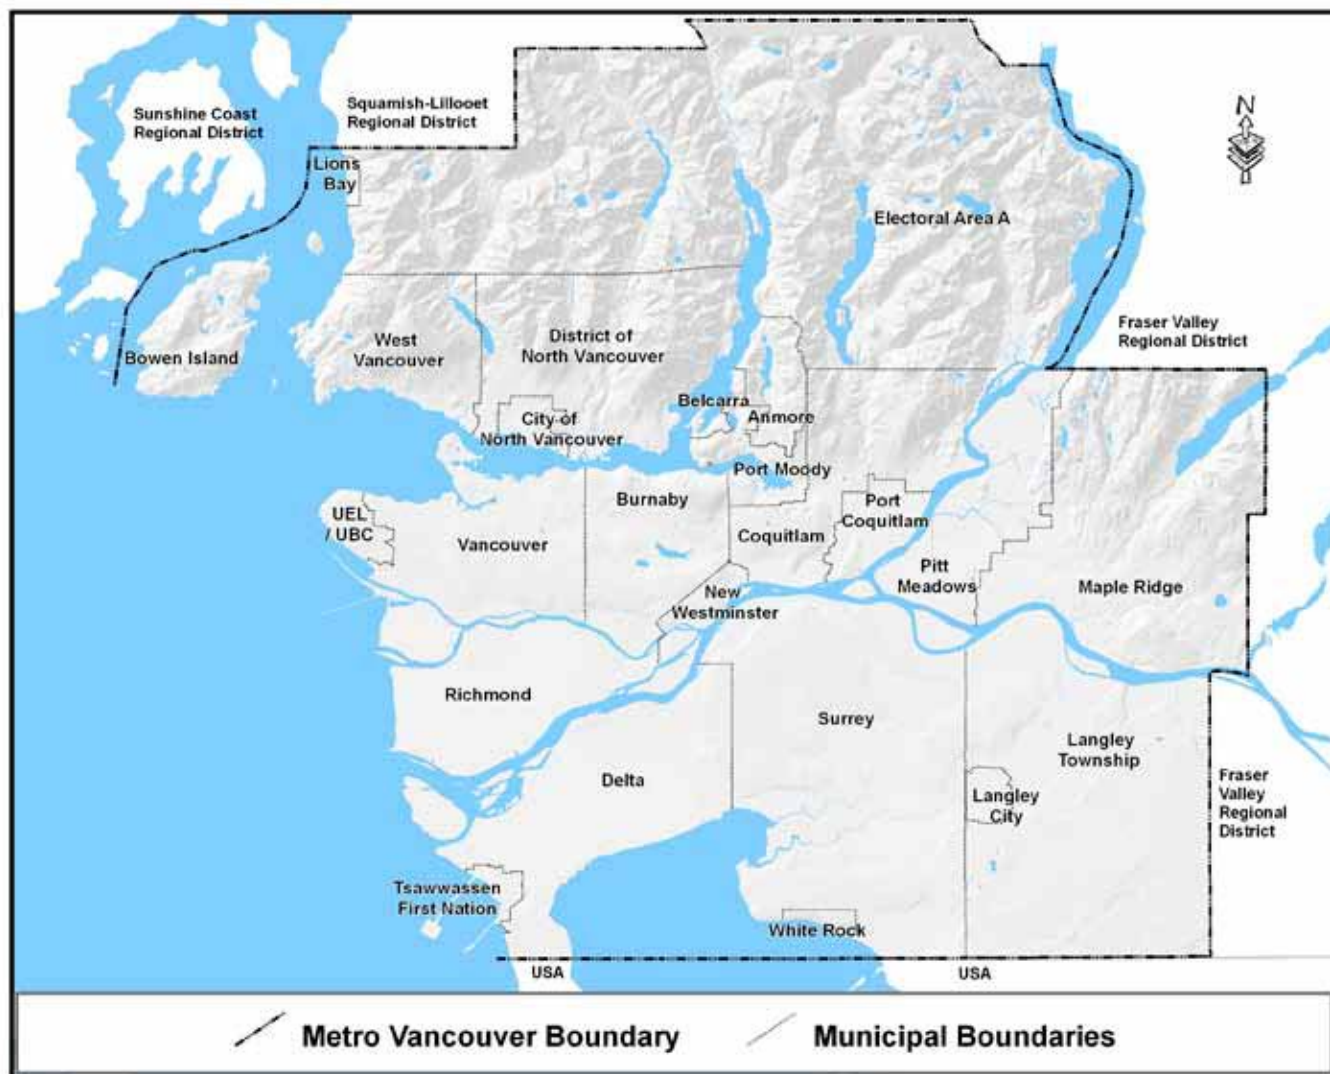 N
Sunshine Coast
Regional District
Squamish-Lillooet
Regional District
Lions
Bay
Electoral Area A
Fraser Valley
Regional District
Bowen Island
West
Vancouver
District of
North Vancouver
City of
North Vancouver
Belcarra
Anmore
Port Moody
UEL
/ UBC
Vancouver
Burnaby
Coquitlam
Port
Coquitlam
Pitt
Meadows
Maple Ridge
New
Westminster
Richmond
Surrey
Langley
Township
Delta
Langley
City
Fraser
Valley
Regional
District
Tsawwassen
First Nation
White Rock
USA
USA
Metro Vancouver Boundary
Municipal Boundaries